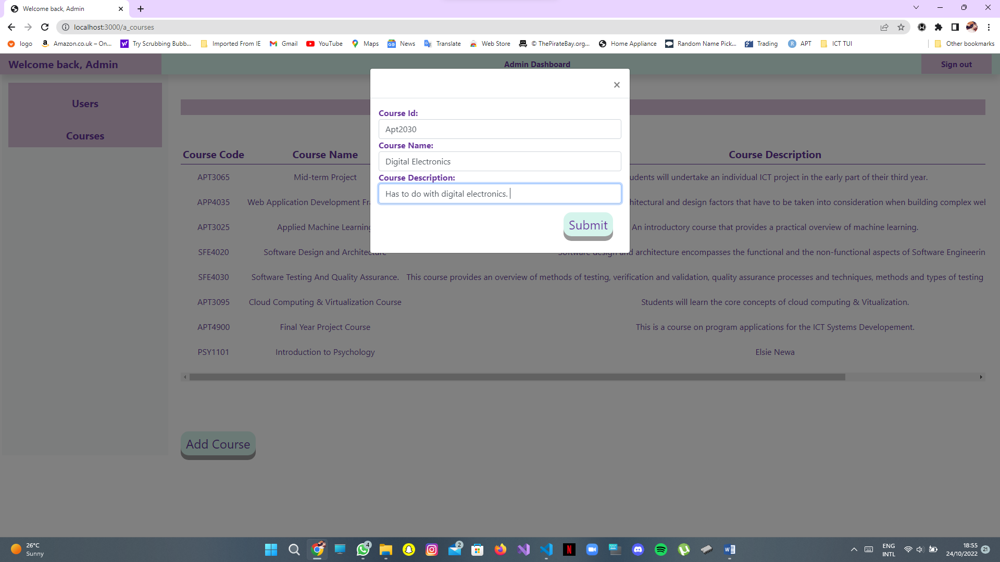 Welcome back, Admin
localhost:3000/a_courses
logo
Amazon.co.uk – On...
Try Scrubbing Bubb...
Imported From IE
Gmail
YouTube
Maps
News
Translate
Web Store
© ThePirateBay.org...
Home Appliance
Random Name Pick...
Trading
APT
ICT TUI
Other bookmarks
Welcome back, Admin
Admin Dashboard
Sign out
Users
Courses
×
Course Id:
Apt2030
Course Name:
Digital Electronics
Course Description:
Has to do with digital electronics.
Submit
Course Code Course Name Course Description
APT3065 Mid-term Project udents will undertake an individual ICT project in the early part of their third year.
APP4035 Web Application Development Fra hitectural and design factors that have to be taken into consideration when building complex wel
APT3025 Applied Machine Learning An introductory course that provides a practical overview of machine learning.
SFE4020 Software Design and Architecture Software design and architecture encompasses the functional and the non-functional aspects of Software Engineerin
SFE4030 Software Testing And Quality Assurance. This course provides an overview of methods of testing, verification and validation, quality assurance processes and techniques, methods and types of testing
APT3095 Cloud Computing & Virtualization Course Students will learn the core concepts of cloud computing & Vitualization.
APT4900 Final Year Project Course This is a course on program applications for the ICT Systems Developement.
PSY1101 Introduction to Psychology Elsie Newa
Add Course
26°C
Sunny
4
2
ENG
INTL
18:55
24/10/2022
21